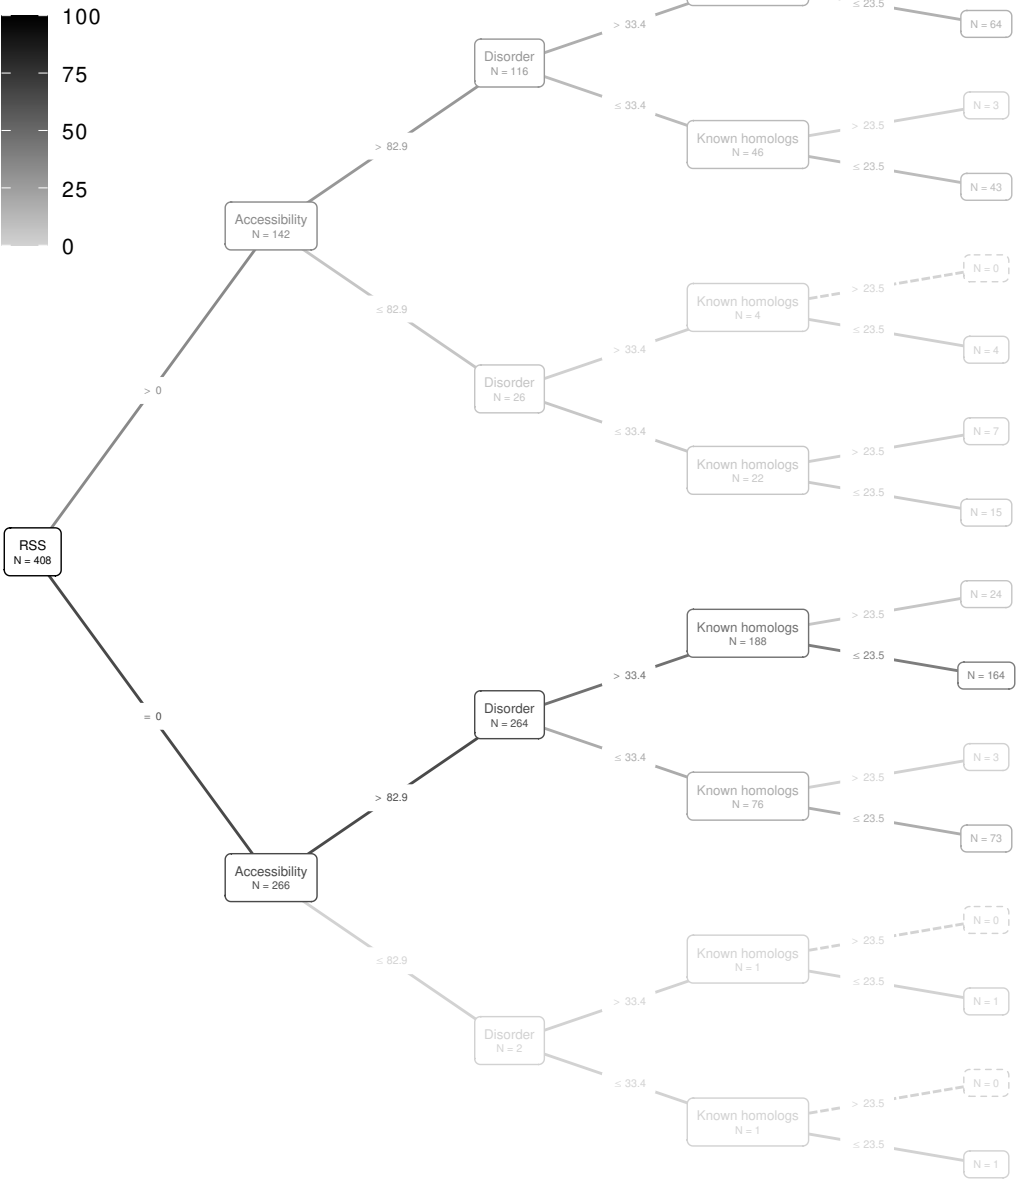 100
75
50
25
0
> 33.4
≤ 23.5
N = 64
Disorder
N = 116
≤ 33.4
> 23.5
N = 3
Known homologs
N = 46
≤ 23.5
N = 43
> 82.9
Accessibility
N = 142
≤ 82.9
> 23.5
N = 0
Known homologs
N = 4
≤ 23.5
N = 4
> 33.4
Disorder
N = 26
≤ 33.4
> 23.5
N = 7
Known homologs
N = 22
≤ 23.5
N = 15
> 0
RSS
N = 408
= 0
> 23.5
N = 24
Known homologs
N = 188
≤ 23.5
N = 164
> 33.4
Disorder
N = 264
≤ 33.4
> 23.5
N = 3
Known homologs
N = 76
≤ 23.5
N = 73
> 82.9
Accessibility
N = 266
≤ 82.9
> 23.5
N = 0
Known homologs
N = 1
≤ 23.5
N = 1
> 33.4
Disorder
N = 2
≤ 33.4
> 23.5
N = 0
Known homologs
N = 1
≤ 23.5
N = 1